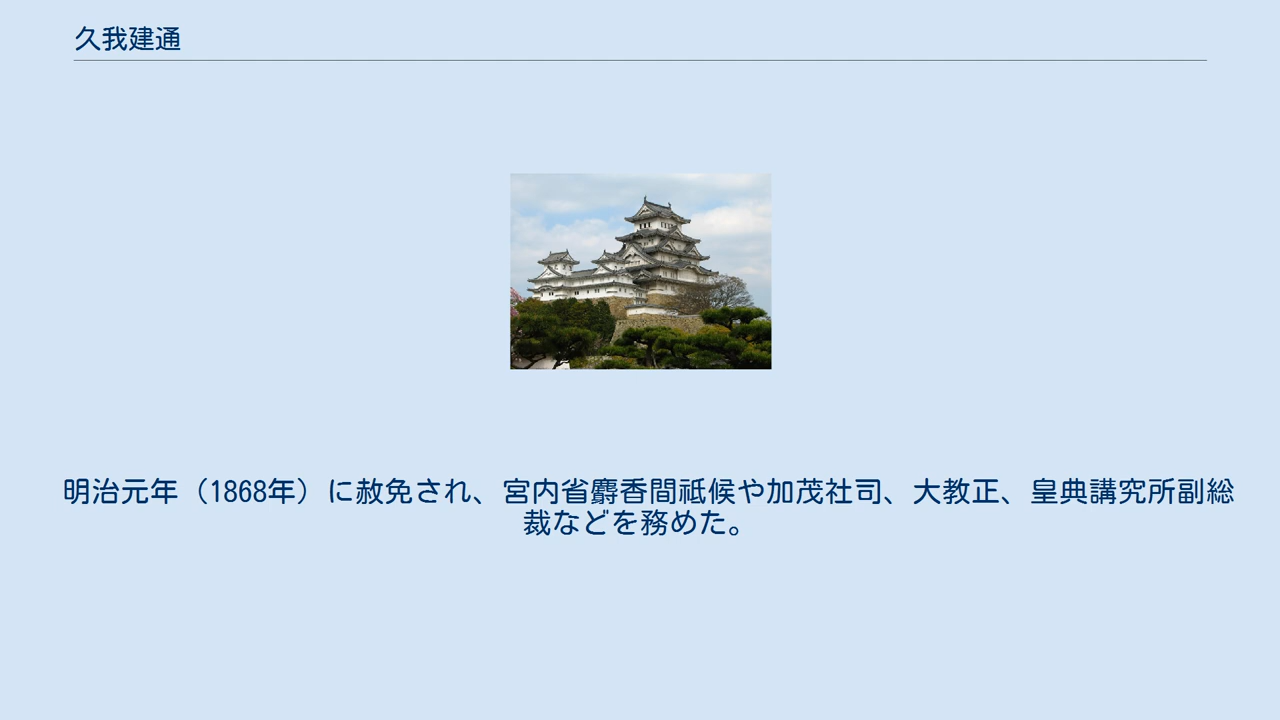 久我建通
明治元年（1868年）に赦免され、宮内省麝香間祗候や加茂社司、大教正、皇典講究所副総
裁などを務めた。